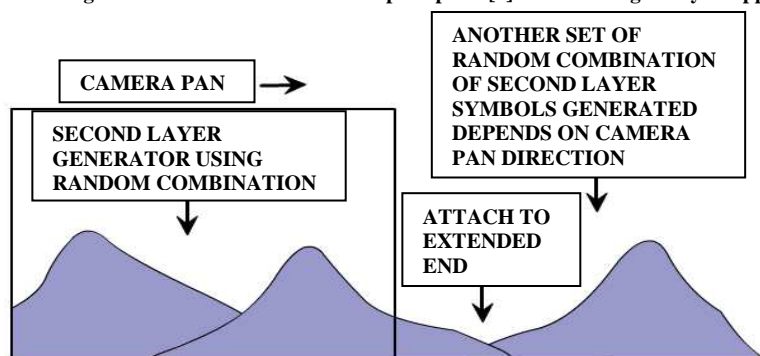 CAMERA PAN
SECOND LAYER
GENERATOR USING
RANDOM COMBINATION
ANOTHER SET OF
RANDOM COMBINATION
OF SECOND LAYER
SYMBOLS GENERATED
DEPENDS ON CAMERA
PAN DIRECTION
ATTACH TO
EXTENDED
END